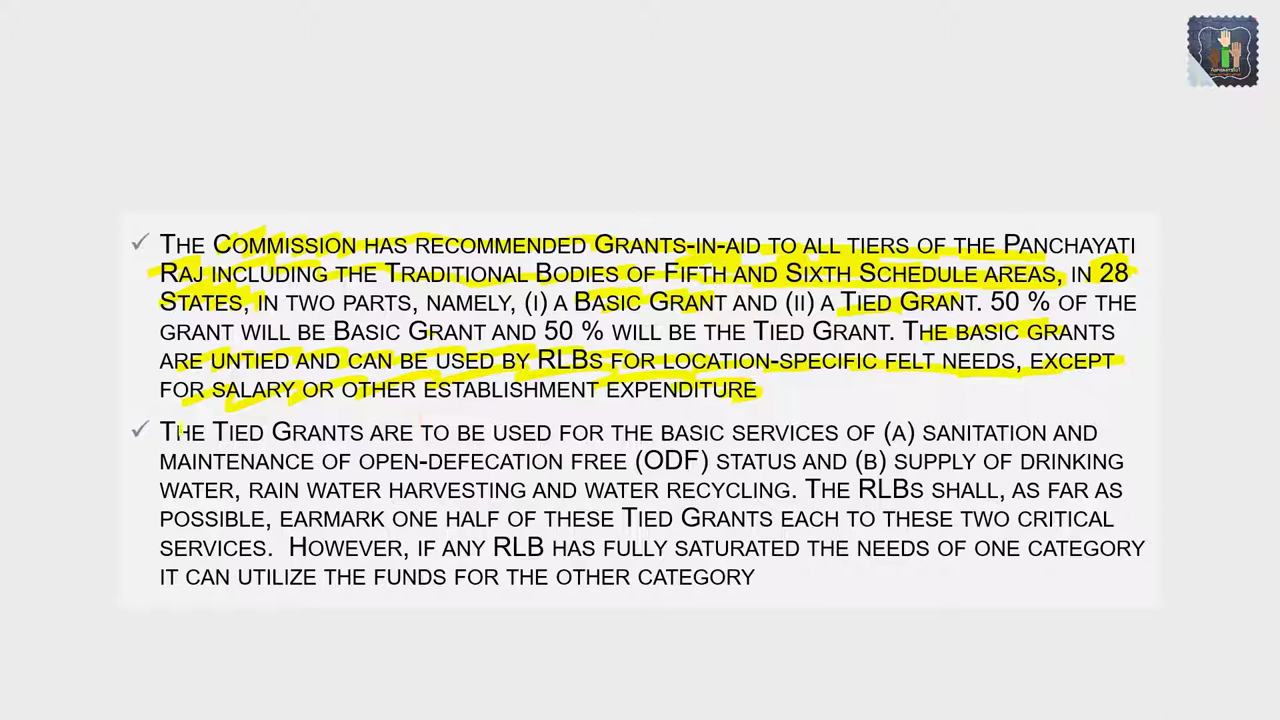 ✓ THE COMMISSION HAS RECOMMENDED GRANTS-IN-AID TO ALL TIERS OF THE PANCHAYATI
RAJ INCLUDING THE TRADITIONAL BODIES OF FIFTH AND SIXTH SCHEDULE AREAS, IN 28
STATES, IN TWO PARTS, NAMELY, (I) A BASIC GRANT AND (II) A TIED GRANT. 50 % OF THE
GRANT WILL BE BASIC GRANT AND 50 % WILL BE THE TIED GRANT. THE BASIC GRANTS
ARE UNTIED AND CAN BE USED BY RLBS FOR LOCATION-SPECIFIC FELT NEEDS, EXCEPT
FOR SALARY OR OTHER ESTABLISHMENT EXPENDITURE
✓ THE TIED GRANTS ARE TO BE USED FOR THE BASIC SERVICES OF (A) SANITATION AND
MAINTENANCE OF OPEN-DEFECATION FREE (ODF) STATUS AND (B) SUPPLY OF DRINKING
WATER, RAIN WATER HARVESTING AND WATER RECYCLING. THE RLBS SHALL, AS FAR AS
POSSIBLE, EARMARK ONE HALF OF THESE TIED GRANTS EACH TO THESE TWO CRITICAL
SERVICES. HOWEVER, IF ANY RLB HAS FULLY SATURATED THE NEEDS OF ONE CATEGORY
IT CAN UTILIZE THE FUNDS FOR THE OTHER CATEGORY